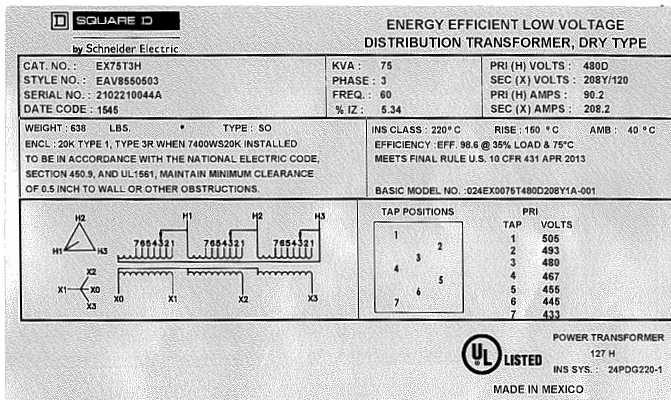 D SQUARE D
by Schneider Electric
ENERGY EFFICIENT LOW VOLTAGE
DISTRIBUTION TRANSFORMER, DRY TYPE
CAT. NO. : EX75T3H
STYLE NO. : EAV8550503
SERIAL NO. : 2102210044A
DATE CODE : 1545
KVA : 75
PHASE : 3
FREQ. : 60
% IZ : 5.34
PRI (H) VOLTS : 480D
SEC (X) VOLTS : 208Y/120
PRI (H) AMPS : 90.2
SEC (X) AMPS : 208.2
WEIGHT : 638 LBS. * TYPE : SO
ENCL : 20K TYPE 1, TYPE 3R WHEN 7400WS20K INSTALLED
TO BE IN ACCORDANCE WITH THE NATIONAL ELECTRIC CODE,
SECTION 450.9, AND UL1561, MAINTAIN MINIMUM CLEARANCE
OF 0.5 INCH TO WALL OR OTHER OBSTRUCTIONS.
INS CLASS : 220° C RISE : 150 °C AMB : 40 °C
EFFICIENCY : EFF. 98.6 @ 35% LOAD & 75°C
MEETS FINAL RULE U.S. 10 CFR 431 APR 2013
BASIC MODEL NO. :024EX0075T480D208Y1A-001
H2
H1 H3
X2
X1 X0
X3
H1 H2 H3
7654321 7654321 7654321
X0 X1 X2 X3
TAP POSITIONS
1
2
3
4
5
6
7
PRI
TAP VOLTS
1 505
2 493
3 480
4 467
5 455
6 445
7 433
UL LISTED
POWER TRANSFORMER
127 H
INS SYS. : 24PDG220-1
MADE IN MEXICO